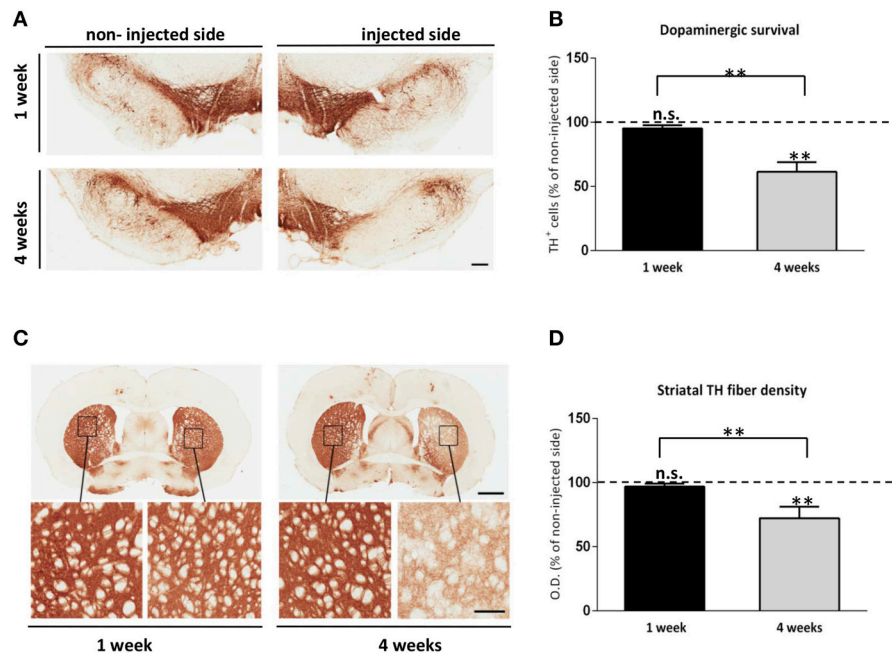 A
non- injected side
injected side
1 week
4 weeks
B
Dopaminergic survival
**
n.s.
**
150
100
50
0
TH+ cells (% of non-injected side)
1 week
4 weeks
C
1 week
4 weeks
D
Striatal TH fiber density
**
n.s.
**
150
100
50
0
O.D. (% of non-injected side)
1 week
4 weeks